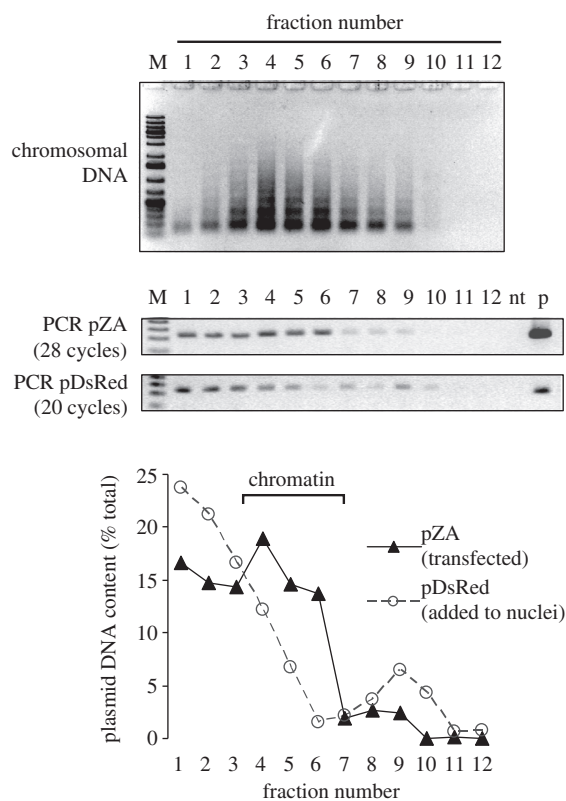 fraction number
M 1 2 3 4 5 6 7 8 9 10 11 12
chromosomal
DNA
M 1 2 3 4 5 6 7 8 9 10 11 12 nt p
PCR pZA
(28 cycles)
PCR pDsRed
(20 cycles)
25
20
15
10
5
0
plasmid DNA content (% total)
chromatin
pZA
(transfected)
pDsRed
(added to nuclei)
1 2 3 4 5 6 7 8 9 10 11 12
fraction number